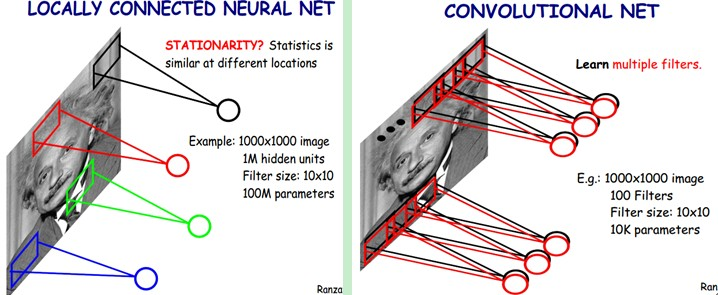 LOCALLY CONNECTED NEURAL NET
STATIONARITY? Statistics is
similar at different locations
Example: 1000x1000 image
1M hidden units
Filter size: 10x10
100M parameters
Ranza
CONVOLUTIONAL NET
Learn multiple filters.
E.g.: 1000x1000 image
100 Filters
Filter size: 10x10
10K parameters
Ran